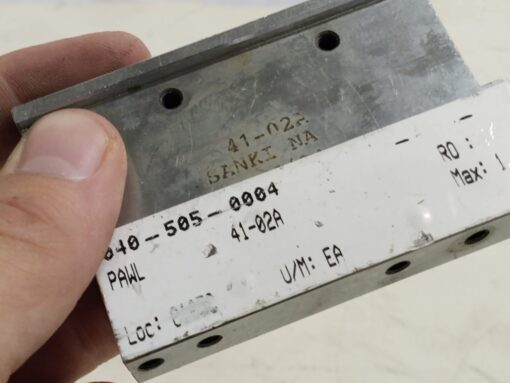 41-02A
SANKI NA
040-505-0004
41-02A
PAWL
U/M: EA
Loc:
RO:
Max: 1